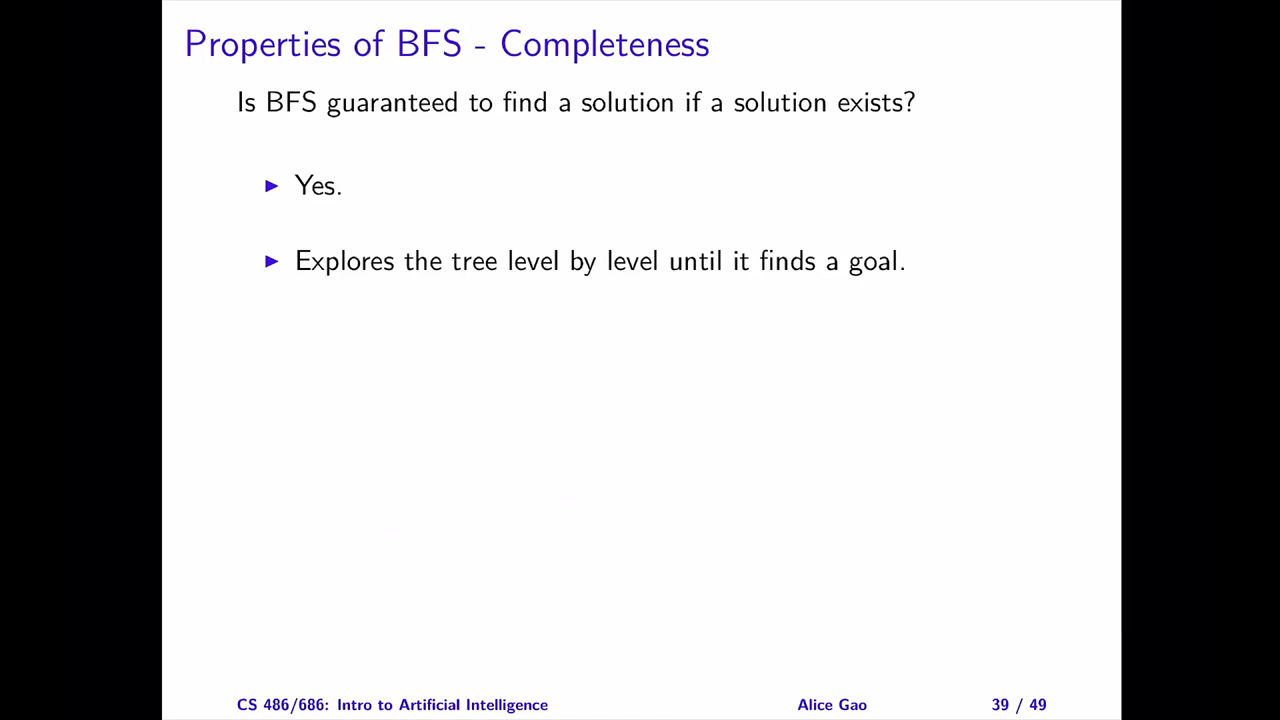 Properties of BFS - Completeness
Is BFS guaranteed to find a solution if a solution exists?
▶ Yes.
▶ Explores the tree level by level until it finds a goal.
CS 486/686: Intro to Artificial Intelligence Alice Gao 39 / 49